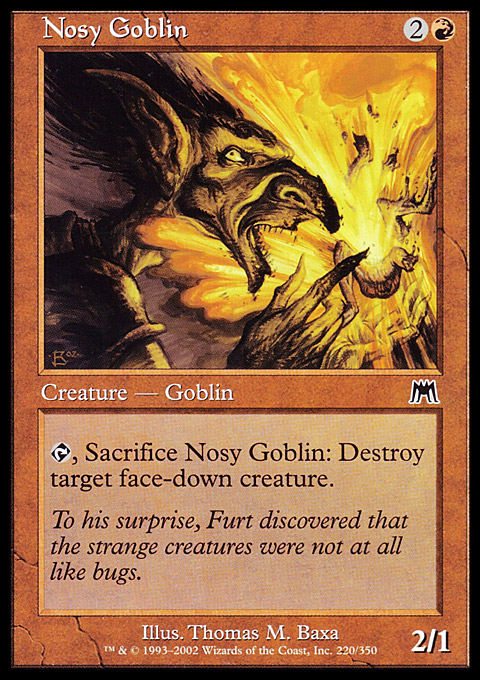 Nosy Goblin 2
Creature — Goblin
, Sacrifice Nosy Goblin: Destroy
target face-down creature.
To his surprise, Furt discovered that
the strange creatures were not at all
like bugs.
Illus. Thomas M. Baxa
™ & © 1993–2002 Wizards of the Coast, Inc. 220/350
2/1